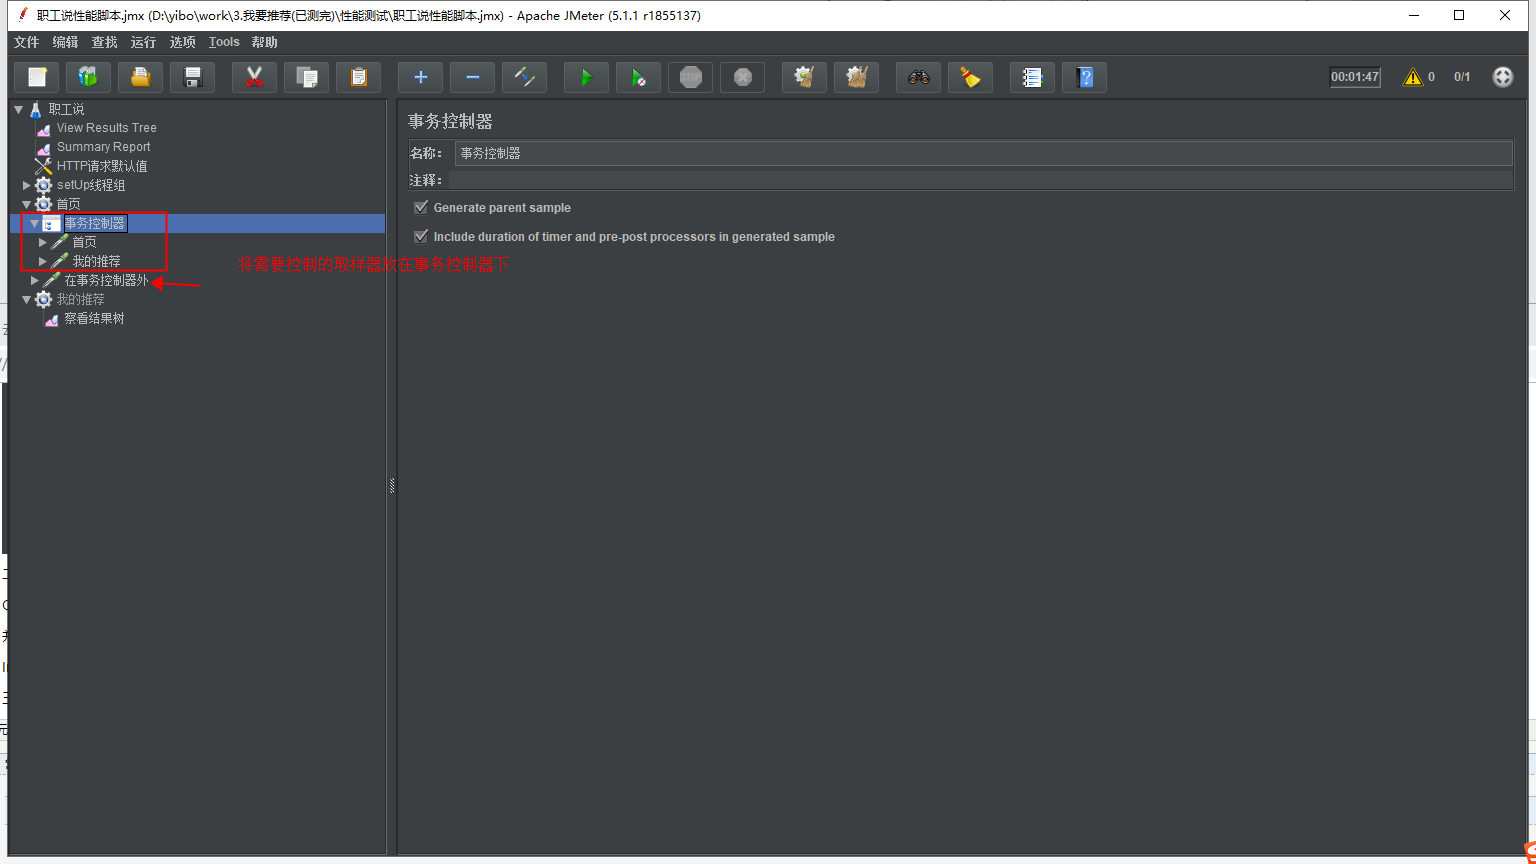 职工说性能脚本.jmx (D:\yibo\work\3.我要推荐(已测完)\性能测试\职工说性能脚本.jmx) - Apache JMeter (5.1.1 r1855137)
文件 编辑 查找 运行 选项 Tools 帮助
STOP 00:01:47 0 0/1
职工说
View Results Tree
Summary Report
HTTP请求默认值
setUp线程组
首页
事务控制器
首页
我的推荐
在事务控制器外
我的推荐
察看结果树
将需要控制的取样器放在事务控制器下
事务控制器
名称： 事务控制器
注释：
Generate parent sample
Include duration of timer and pre-post processors in generated sample